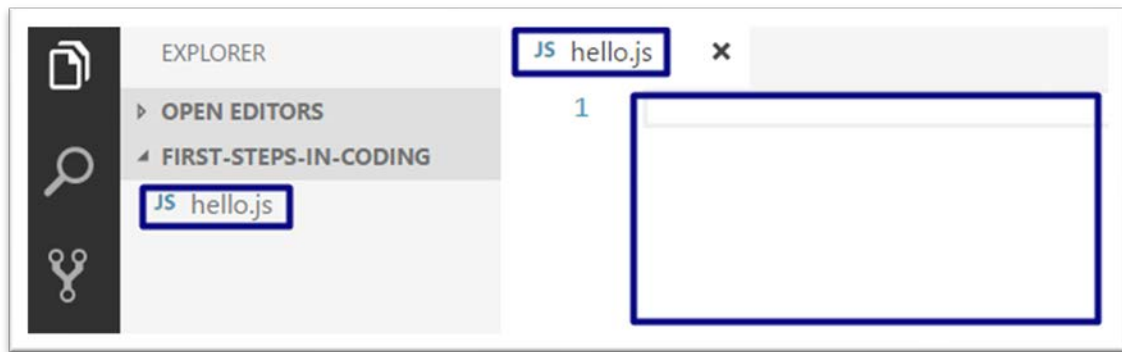 EXPLORER
OPEN EDITORS
FIRST-STEPS-IN-CODING
JS hello.js
JS hello.js
1